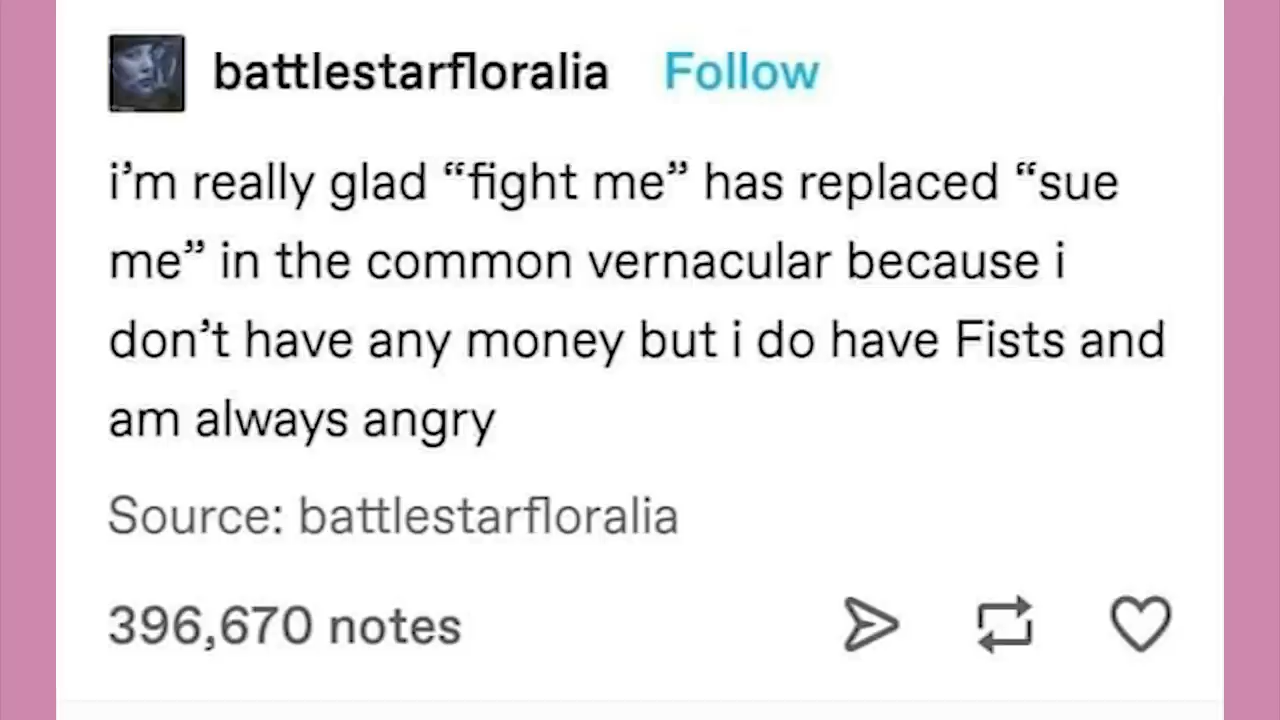 battlestarfloralia Follow
i’m really glad “fight me” has replaced “sue
me” in the common vernacular because i
don’t have any money but i do have Fists and
am always angry
Source: battlestarfloralia
396,670 notes